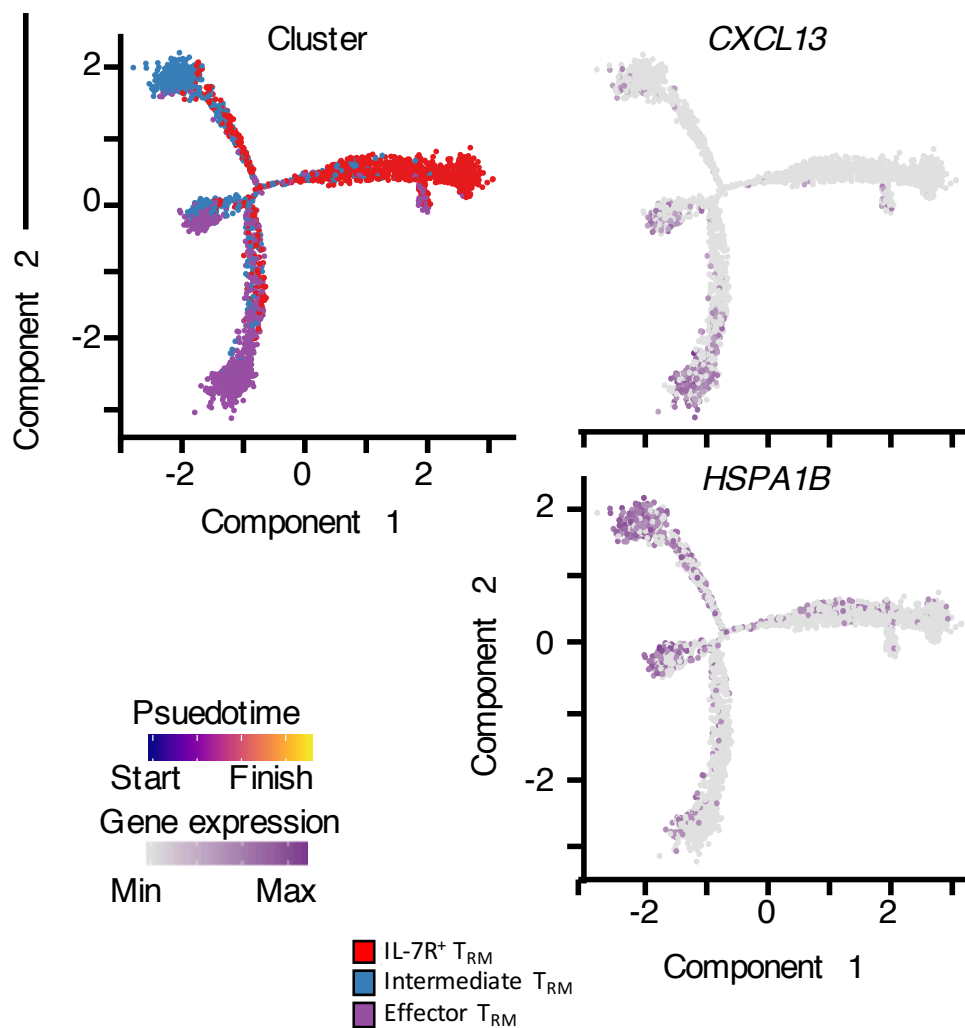 Cluster
CXCL13
2
0
-2
Component 2
-2 0 2
Component 1
HSPA1B
2
0
-2
Component 2
-2 0 2
Component 1
Psuedotime
Start Finish
Gene expression
Min Max
IL-7R⁺ TRM
Intermediate TRM
Effector TRM